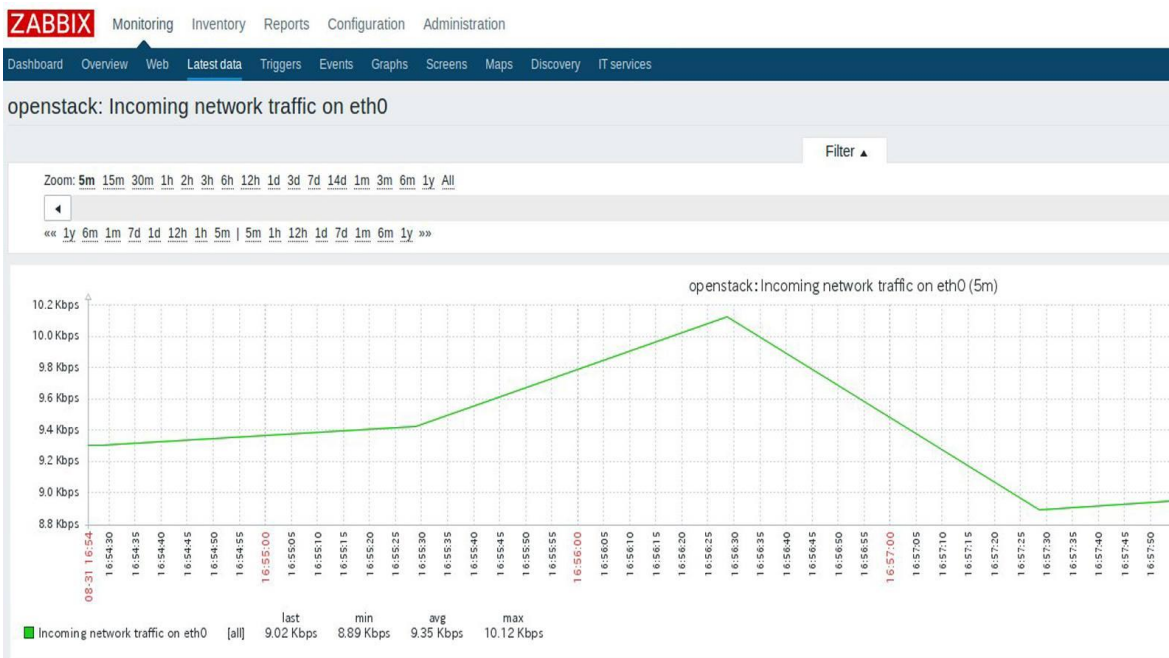 ZABBIX Monitoring Inventory Reports Configuration Administration
Dashboard Overview Web Latest data Triggers Events Graphs Screens Maps Discovery IT services
openstack: Incoming network traffic on eth0
Filter ▲
Zoom: 5m 15m 30m 1h 2h 3h 6h 12h 1d 3d 7d 14d 1m 3m 6m 1y All
«« 1y 6m 1m 7d 1d 12h 1h 5m | 5m 1h 12h 1d 7d 1m 6m 1y »»
openstack: Incoming network traffic on eth0 (5m)
10.2 Kbps
10.0 Kbps
9.8 Kbps
9.6 Kbps
9.4 Kbps
9.2 Kbps
9.0 Kbps
8.8 Kbps
08-31 16:54 16:54:30 16:54:35 16:54:40 16:54:45 16:54:50 16:54:55 16:55:00 16:55:05 16:55:10 16:55:15 16:55:20 16:55:25 16:55:30 16:55:35 16:55:40 16:55:45 16:55:50 16:55:55 16:56:00 16:56:05 16:56:10 16:56:15 16:56:20 16:56:25 16:56:30 16:56:35 16:56:40 16:56:45 16:56:50 16:56:55 16:57:00 16:57:05 16:57:10 16:57:15 16:57:20 16:57:25 16:57:30 16:57:35 16:57:40 16:57:45 16:57:50
last min avg max
Incoming network traffic on eth0 [all] 9.02 Kbps 8.89 Kbps 9.35 Kbps 10.12 Kbps